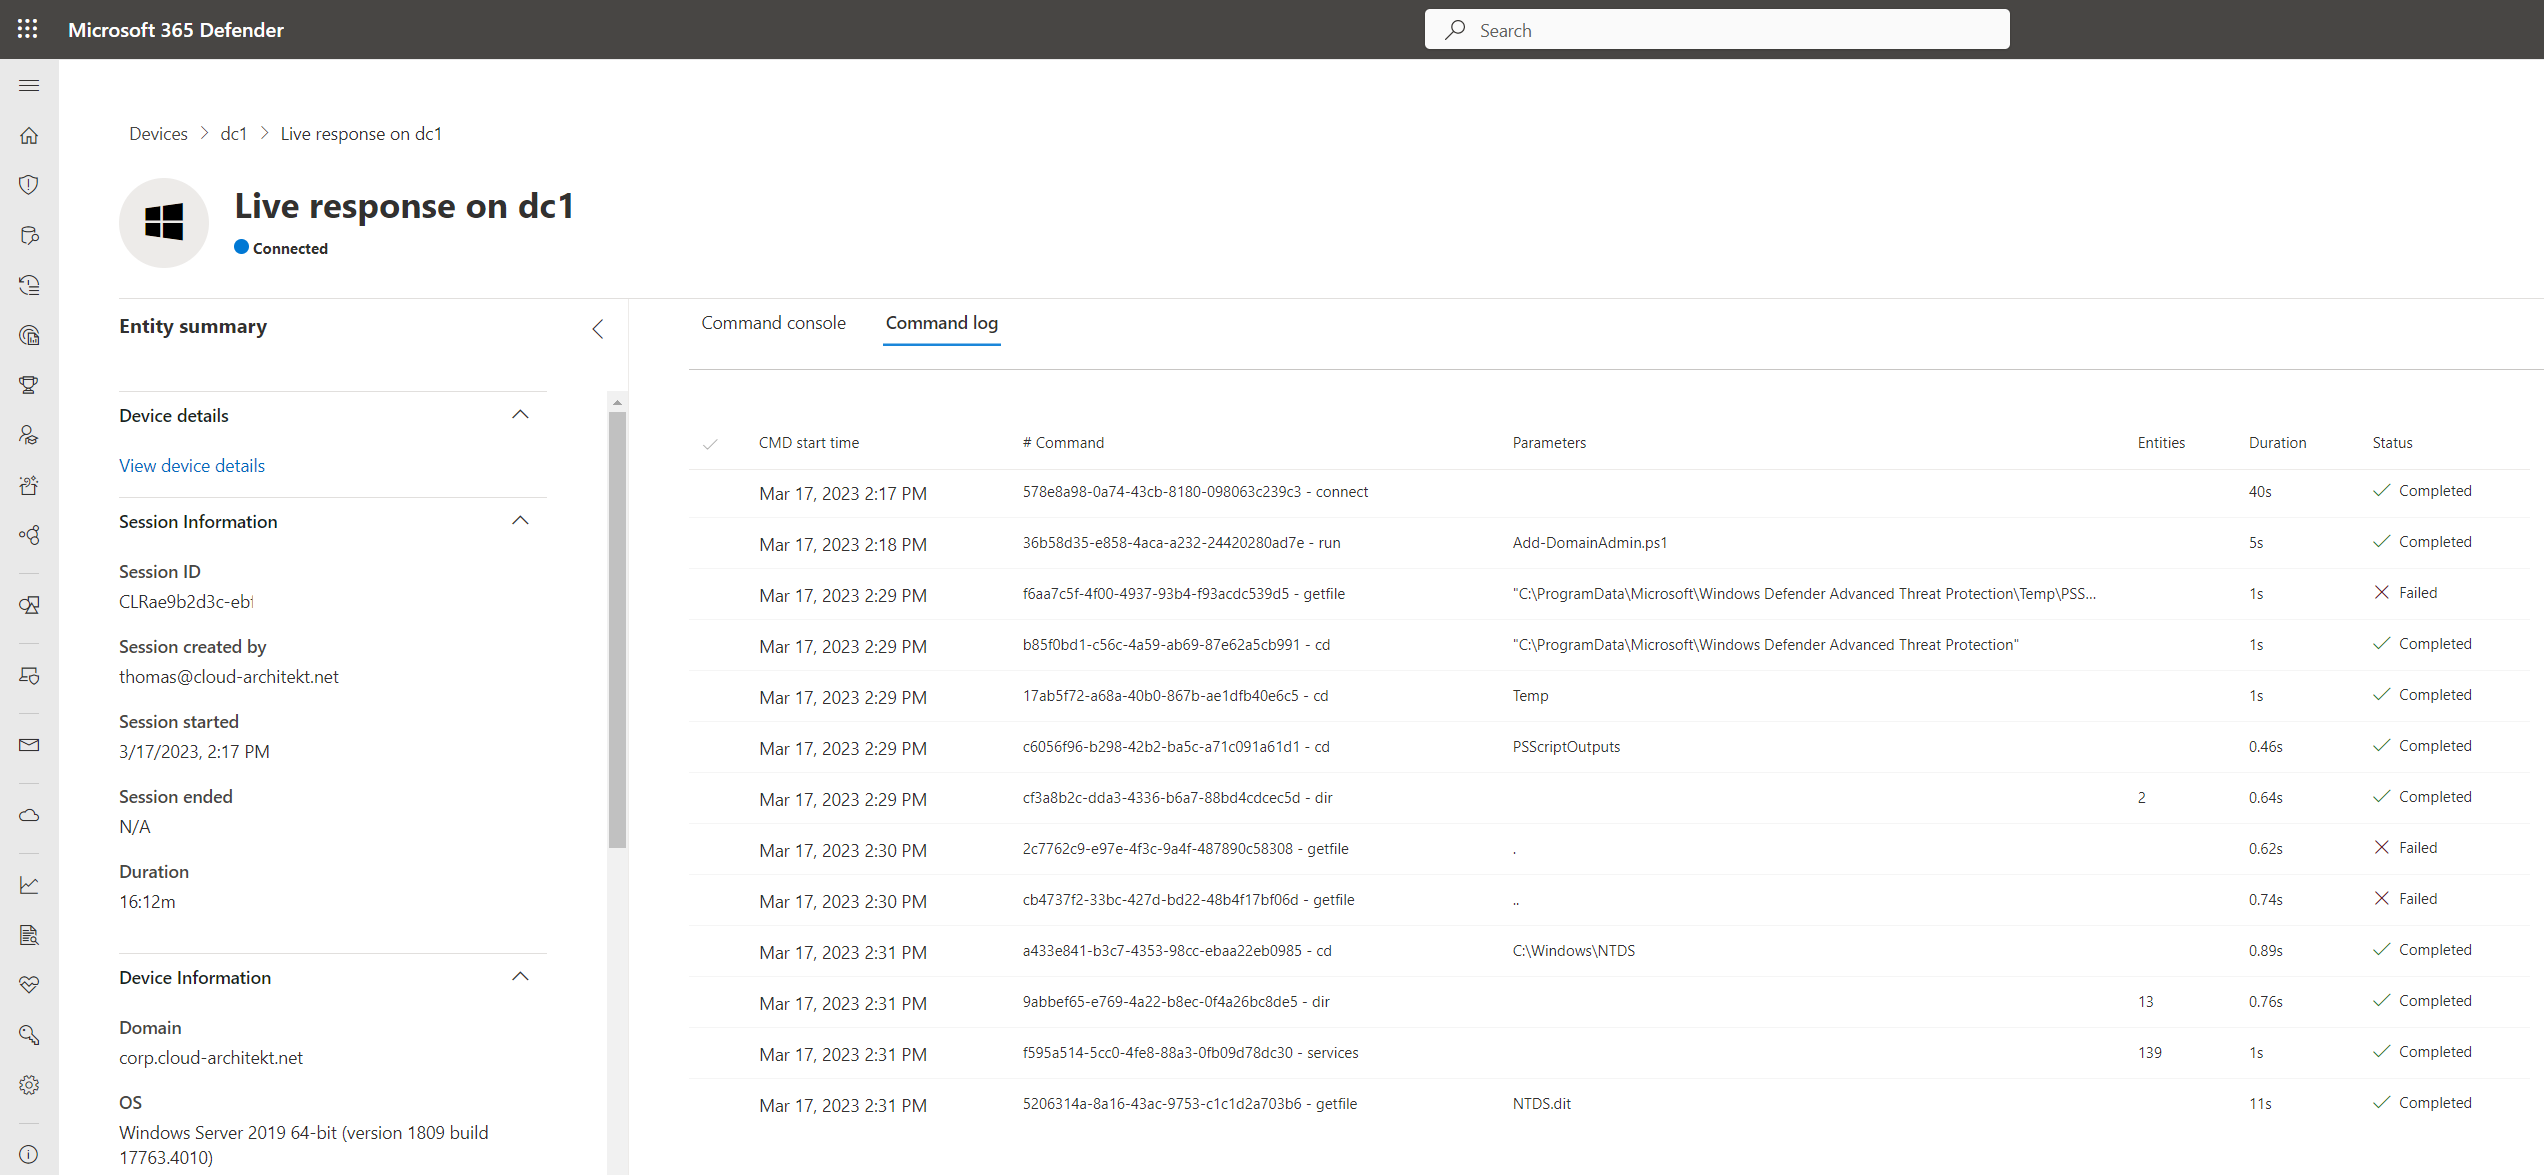 Microsoft 365 Defender
Search
Devices > dc1 > Live response on dc1
Live response on dc1
Connected
Entity summary
Device details
View device details
Session Information
Session ID
CLRae9b2d3c-eb
Session created by
thomas@cloud-architekt.net
Session started
3/17/2023, 2:17 PM
Session ended
N/A
Duration
16:12m
Device Information
Domain
corp.cloud-architekt.net
OS
Windows Server 2019 64-bit (version 1809 build
17763.4010)
Command console Command log
CMD start time # Command Parameters Entities Duration Status
Mar 17, 2023 2:17 PM 578e8a98-0a74-43cb-8180-098063c239c3 - connect 40s Completed
Mar 17, 2023 2:18 PM 36b58d35-e858-4aca-a232-24420280ad7e - run Add-DomainAdmin.ps1 5s Completed
Mar 17, 2023 2:29 PM f6aa7c5f-4f00-4937-93b4-f93acdc539d5 - getfile "C:\ProgramData\Microsoft\Windows Defender Advanced Threat Protection\Temp\PSS... 1s Failed
Mar 17, 2023 2:29 PM b85f0bd1-c56c-4a59-ab69-87e62a5cb991 - cd "C:\ProgramData\Microsoft\Windows Defender Advanced Threat Protection" 1s Completed
Mar 17, 2023 2:29 PM 17ab5f72-a68a-40b0-867b-ae1dfb40e6c5 - cd Temp 1s Completed
Mar 17, 2023 2:29 PM c6056f96-b298-42b2-ba5c-a71c091a61d1 - cd PSScriptOutputs 0.46s Completed
Mar 17, 2023 2:29 PM cf3a8b2c-dda3-4336-b6a7-88bd4cdcec5d - dir 2 0.64s Completed
Mar 17, 2023 2:30 PM 2c7762c9-e97e-4f3c-9a4f-487890c58308 - getfile . 0.62s Failed
Mar 17, 2023 2:30 PM cb4737f2-33bc-427d-bd22-48b4f17bf06d - getfile .. 0.74s Failed
Mar 17, 2023 2:31 PM a433e841-b3c7-4353-98cc-ebaa22eb0985 - cd C:\Windows\NTDS 0.89s Completed
Mar 17, 2023 2:31 PM 9abbef65-e769-4a22-b8ec-0f4a26bc8de5 - dir 13 0.76s Completed
Mar 17, 2023 2:31 PM f595a514-5cc0-4fe8-88a3-0fb09d78dc30 - services 139 1s Completed
Mar 17, 2023 2:31 PM 5206314a-8a16-43ac-9753-c1c1d2a703b6 - getfile NTDS.dit 11s Completed